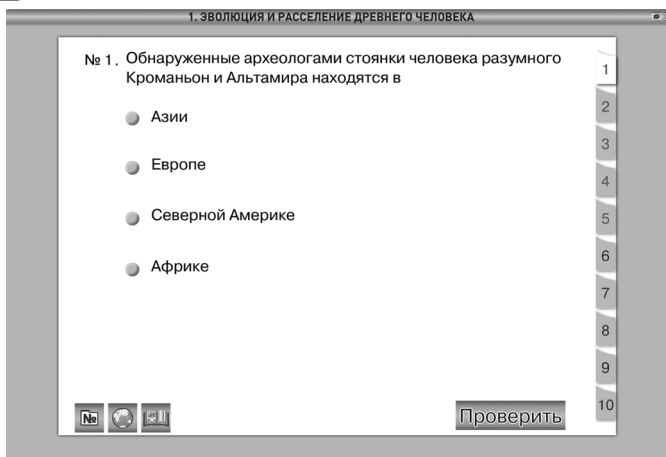 1. ЭВОЛЮЦИЯ И РАССЕЛЕНИЕ ДРЕВНЕГО ЧЕЛОВЕКА
№ 1. Обнаруженные археологами стоянки человека разумного
Кроманьон и Альтамира находятся в
Азии
Европе
Северной Америке
Африке
1
2
3
4
5
6
7
8
9
10
№
Проверить